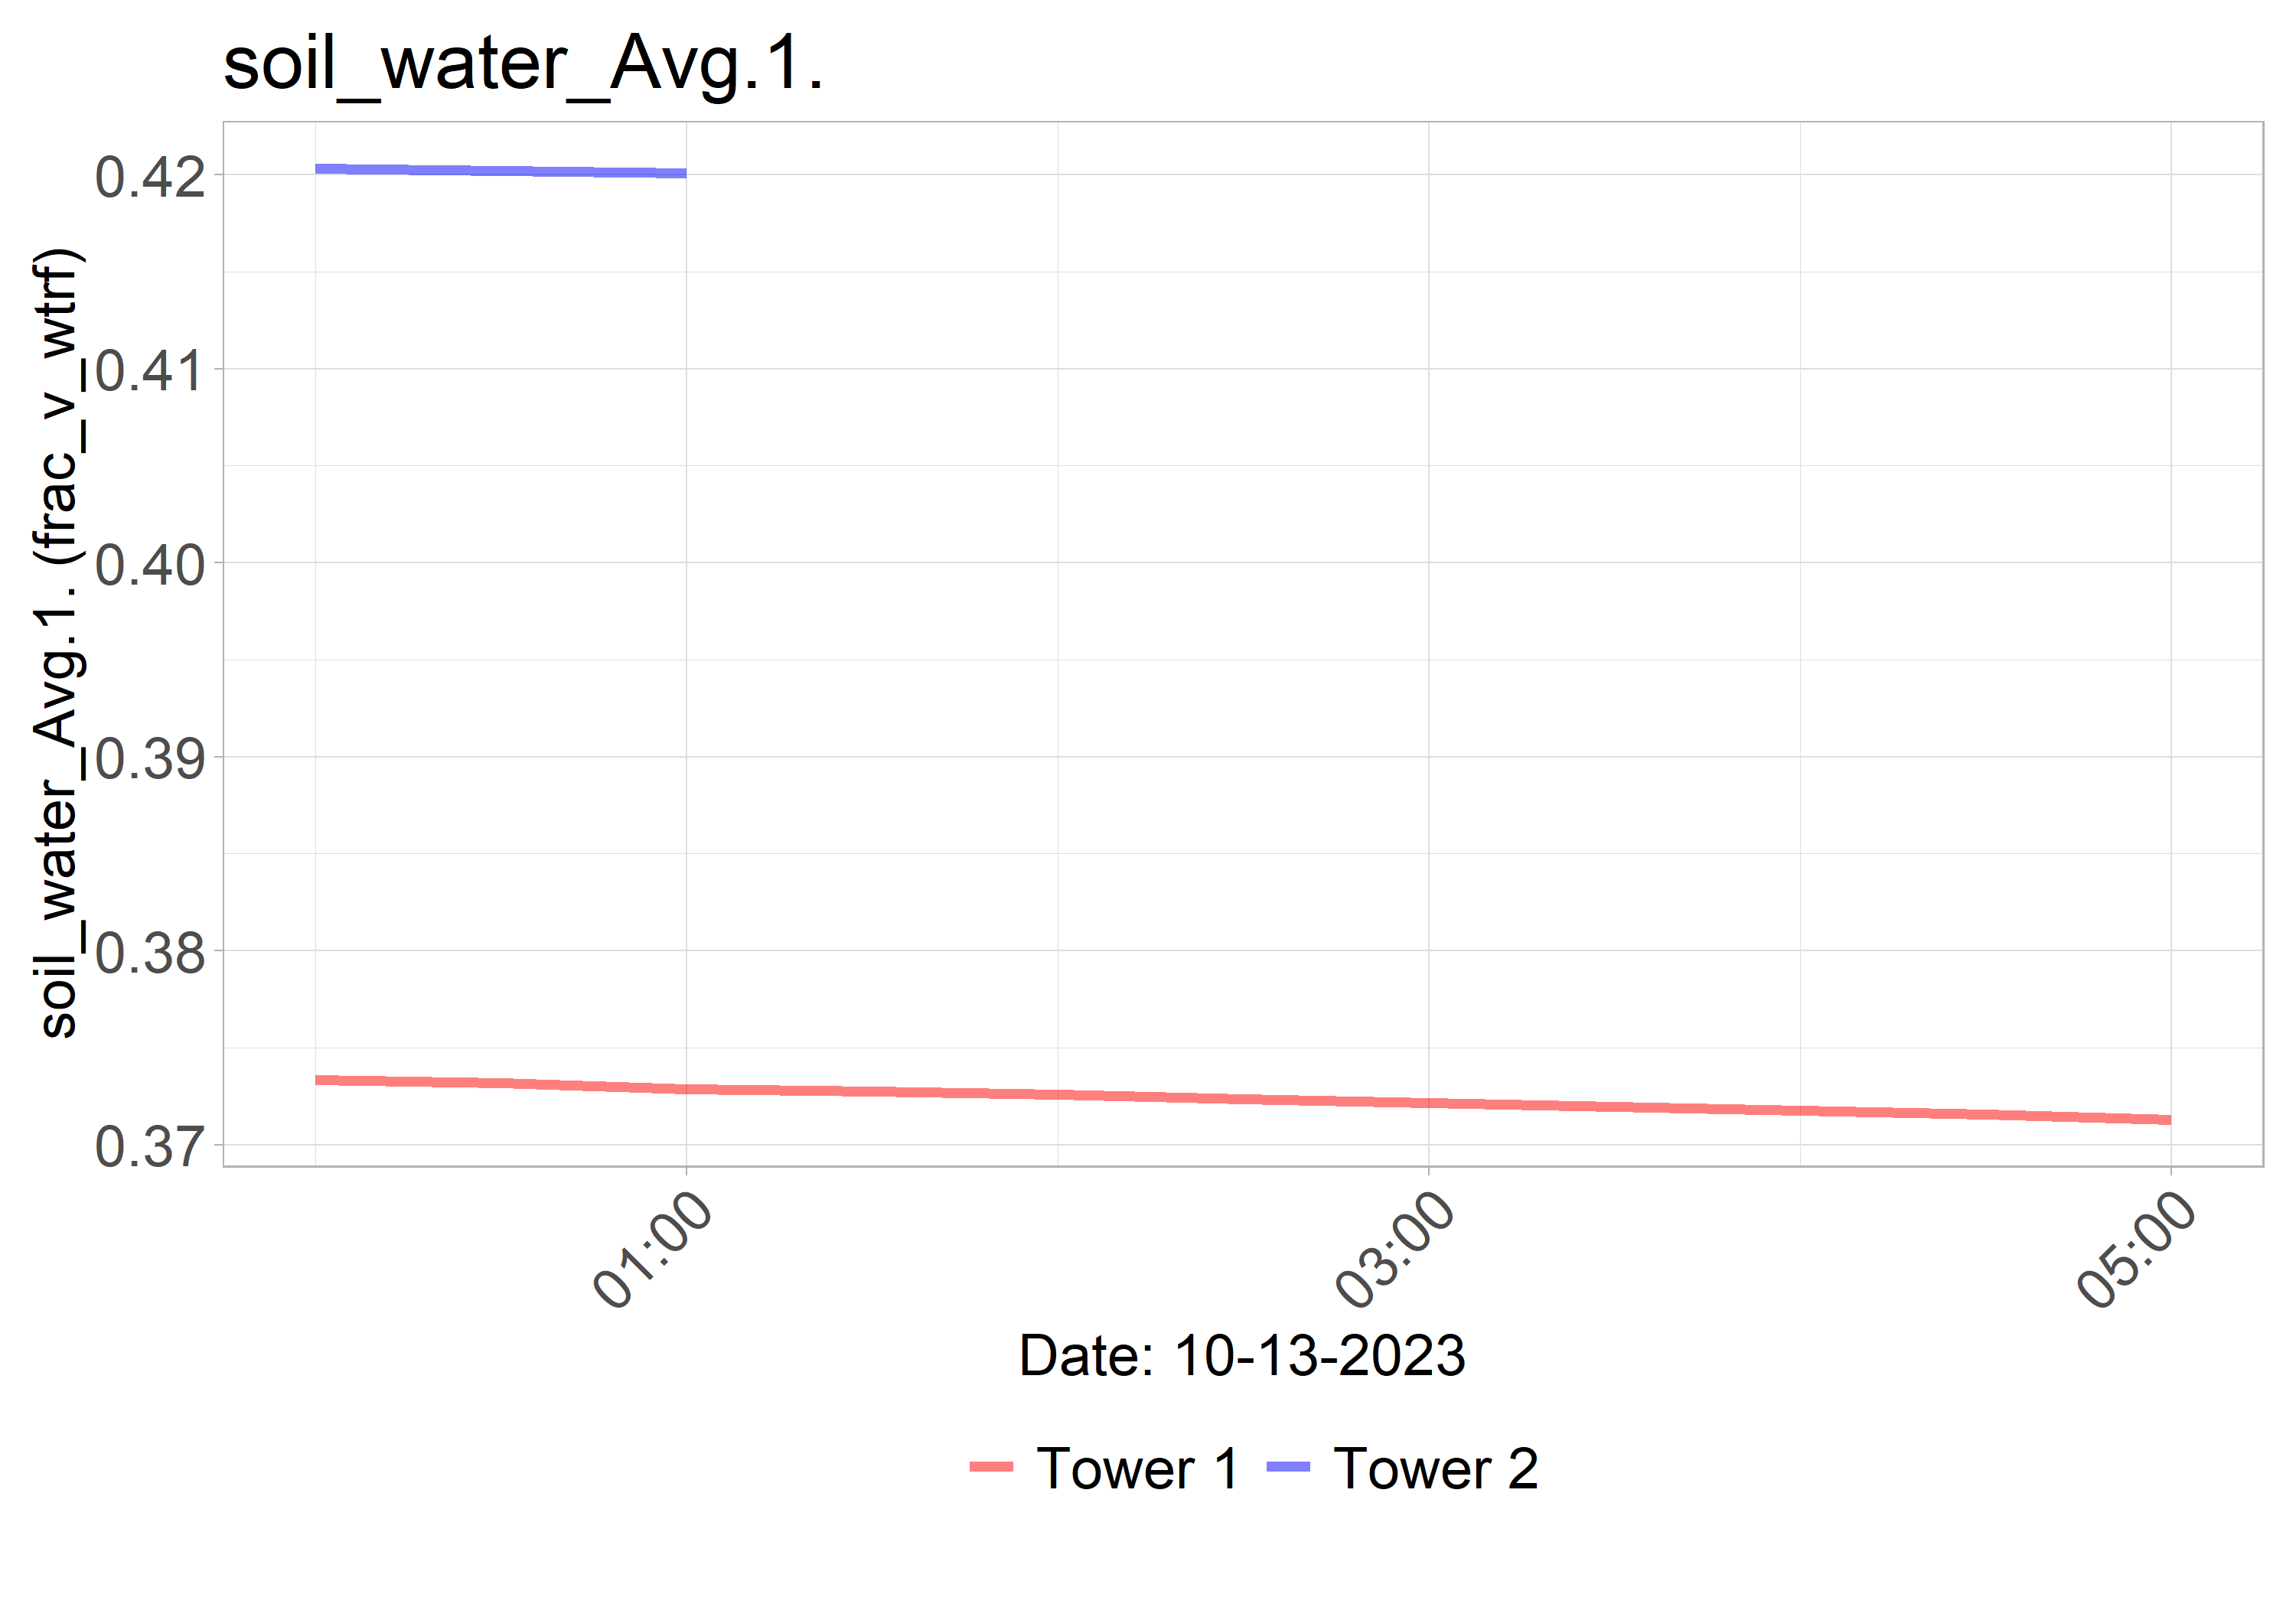 soil_water_Avg.1.
soil_water_Avg.1. (frac_v_wtrf)
0.42
0.41
0.40
0.39
0.38
0.37
01:00
03:00
05:00
Date: 10-13-2023
Tower 1
Tower 2